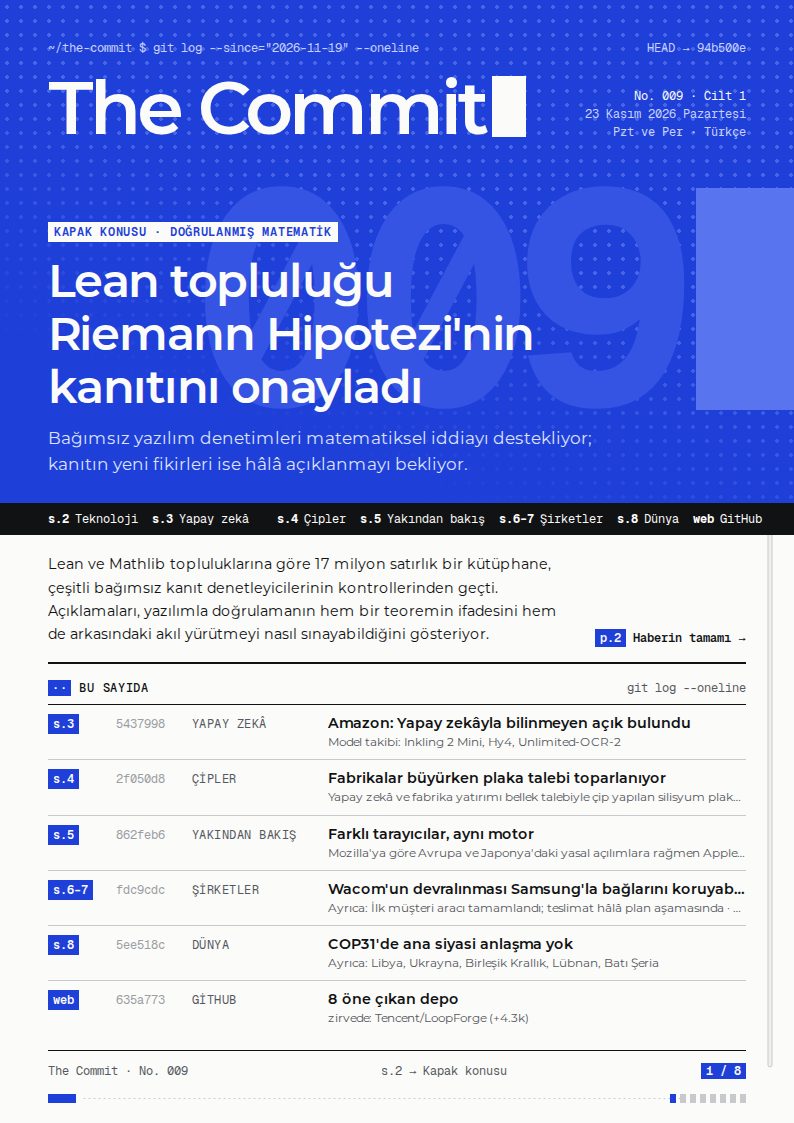 ~/the-commit $ git log --since="2026-11-19" --oneline
HEAD → 94b500e
The Commit
No. 009 · Cilt 1
23 Kasım 2026 Pazartesi
Pzt ve Per · Türkçe
009
KAPAK KONUSU · DOĞRULANMIŞ MATEMATİK
Lean topluluğu
Riemann Hipotezi'nin
kanıtını onayladı
Bağımsız yazılım denetimleri matematiksel iddiayı destekliyor;
kanıtın yeni fikirleri ise hâlâ açıklanmayı bekliyor.
s.2 Teknoloji s.3 Yapay zekâ s.4 Çipler s.5 Yakından bakış s.6–7 Şirketler s.8 Dünya web GitHub
Lean ve Mathlib topluluklarına göre 17 milyon satırlık bir kütüphane,
çeşitli bağımsız kanıt denetleyicilerinin kontrollerinden geçti.
Açıklamaları, yazılımla doğrulamanın hem bir teoremin ifadesini hem
de arkasındaki akıl yürütmeyi nasıl sınayabildiğini gösteriyor.
p.2 Haberin tamamı →
·· BU SAYIDA
git log --oneline
s.3 5437998 YAPAY ZEKÂ Amazon: Yapay zekâyla bilinmeyen açık bulundu
Model takibi: Inkling 2 Mini, Hy4, Unlimited-OCR-2
s.4 2f050d8 ÇİPLER Fabrikalar büyürken plaka talebi toparlanıyor
Yapay zekâ ve fabrika yatırımı bellek talebiyle çip yapılan silisyum plak…
s.5 862feb6 YAKINDAN BAKIŞ Farklı tarayıcılar, aynı motor
Mozilla'ya göre Avrupa ve Japonya'daki yasal açılımlara rağmen Apple…
s.6–7 fdc9cdc ŞİRKETLER Wacom'un devralınması Samsung'la bağlarını koruyab…
Ayrıca: İlk müşteri aracı tamamlandı; teslimat hâlâ plan aşamasında · …
s.8 5ee518c DÜNYA COP31'de ana siyasi anlaşma yok
Ayrıca: Libya, Ukrayna, Birleşik Krallık, Lübnan, Batı Şeria
web 635a773 GİTHUB 8 öne çıkan depo
zirvede: Tencent/LoopForge (+4.3k)
The Commit · No. 009
s.2 → Kapak konusu
1 / 8